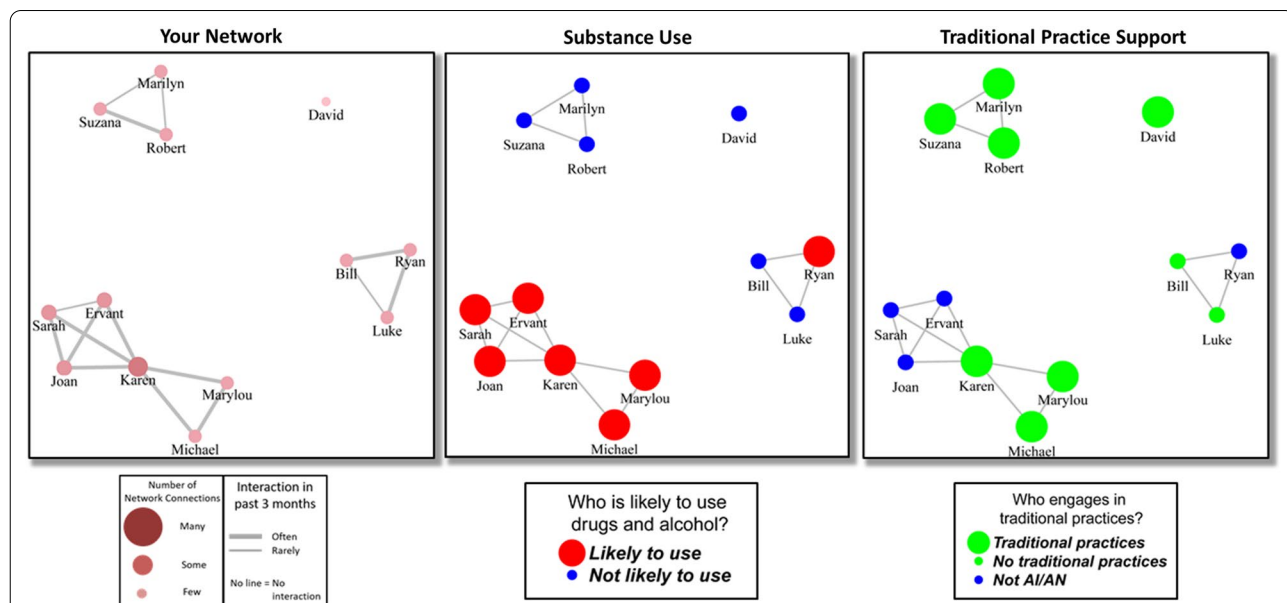 Your Network
Marilyn
Suzana
Robert
David
Bill
Ryan
Luke
Ervant
Sarah
Joan
Karen
Marylou
Michael
Number of
Network Connections
Many
Some
Few
Interaction in
past 3 months
Often
Rarely
No line = No
interaction
Substance Use
Marilyn
Suzana
Robert
David
Ryan
Bill
Luke
Sarah
Ervant
Joan
Karen
Marylou
Michael
Who is likely to use
drugs and alcohol?
Likely to use
Not likely to use
Traditional Practice Support
Marilyn
Suzana
Robert
David
Bill
Ryan
Luke
Sarah
Ervant
Joan
Karen
Marylou
Michael
Who engages in
traditional practices?
Traditional practices
No traditional practices
Not AI/AN